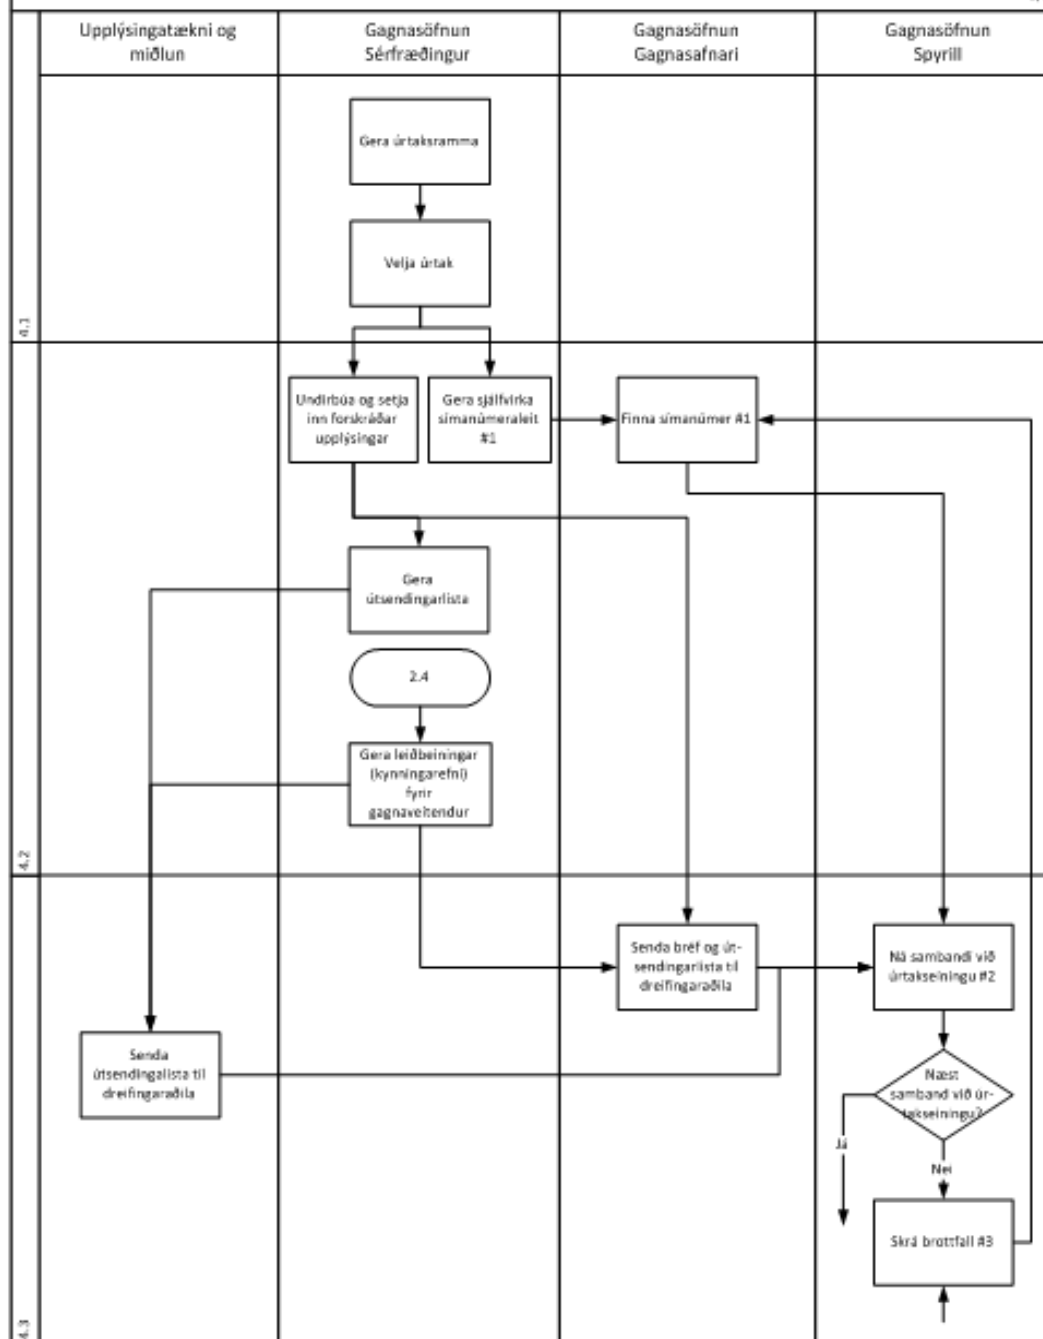 Upplýsingatækni og
miðlun
Gagnasöfnun
Sérfræðingur
Gagnasöfnun
Gagnasafnari
Gagnasöfnun
Spyrill
Gera úrtaksramma
Velja úrtak
4.1
Undirbúa og setja
inn forskráðar
upplýsingar
Gera sjálfvirka
símanúmeraleit
#1
Finna símanúmer #1
Gera
útsendingarlista
2.4
Gera leiðbeiningar
(kynningarefni)
fyrir
gagnaveitendur
4.2
Senda bréf og út-
sendingarlista til
dreifingaraðila
Ná sambandi við
úrtakseiningu #2
Senda
útsendingalista til
dreifingaraðila
Næst
samband við úr-
takseiningu?
Já
Nei
Skrá brottfall #3
4.3